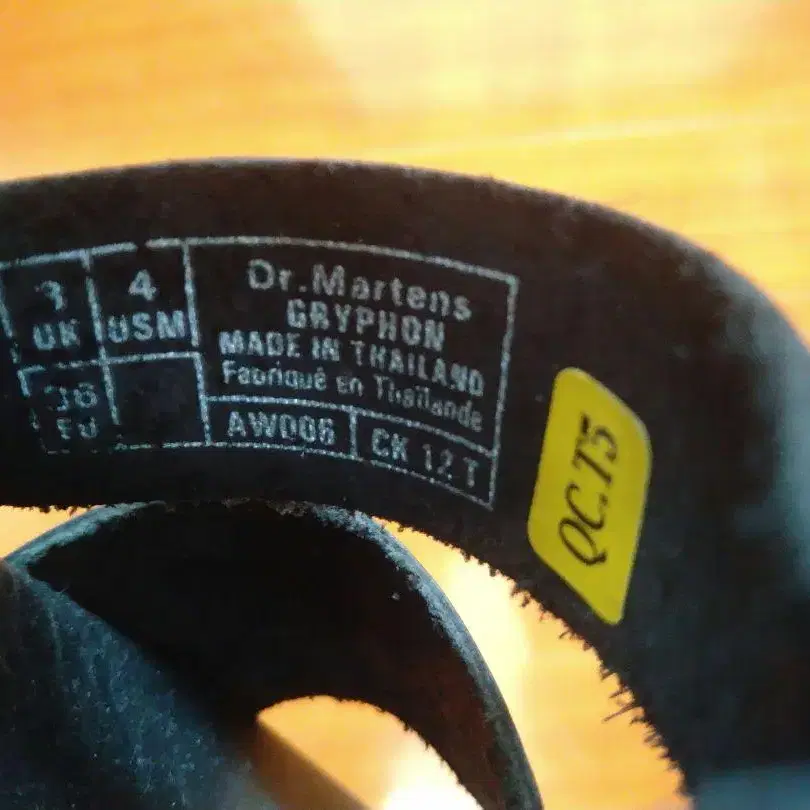 3
UK
4
USM
36
EU
Dr.Martens
GRYPHON
MADE IN THAILAND
Fabriqué en Thaïlande
AW006
CK 12 T
QC.T5